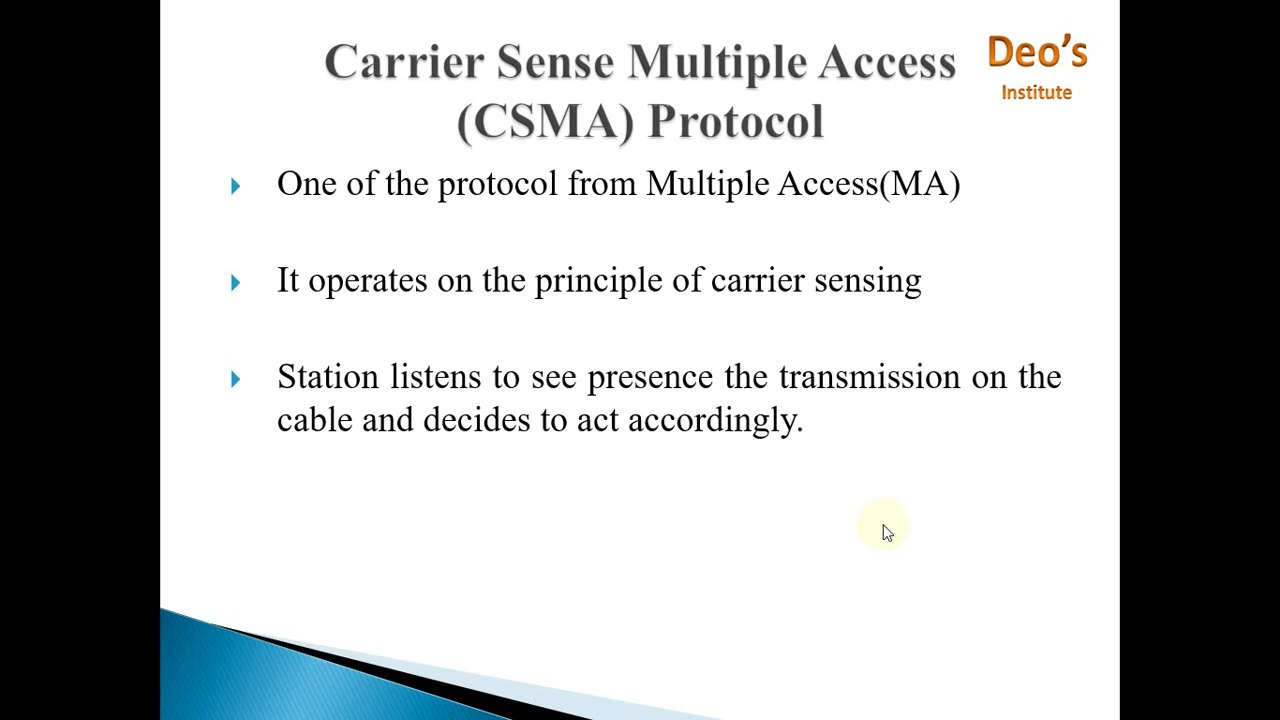 Carrier Sense Multiple Access
(CSMA) Protocol
Deo's
Institute
One of the protocol from Multiple Access(MA)
It operates on the principle of carrier sensing
Station listens to see presence the transmission on the
cable and decides to act accordingly.